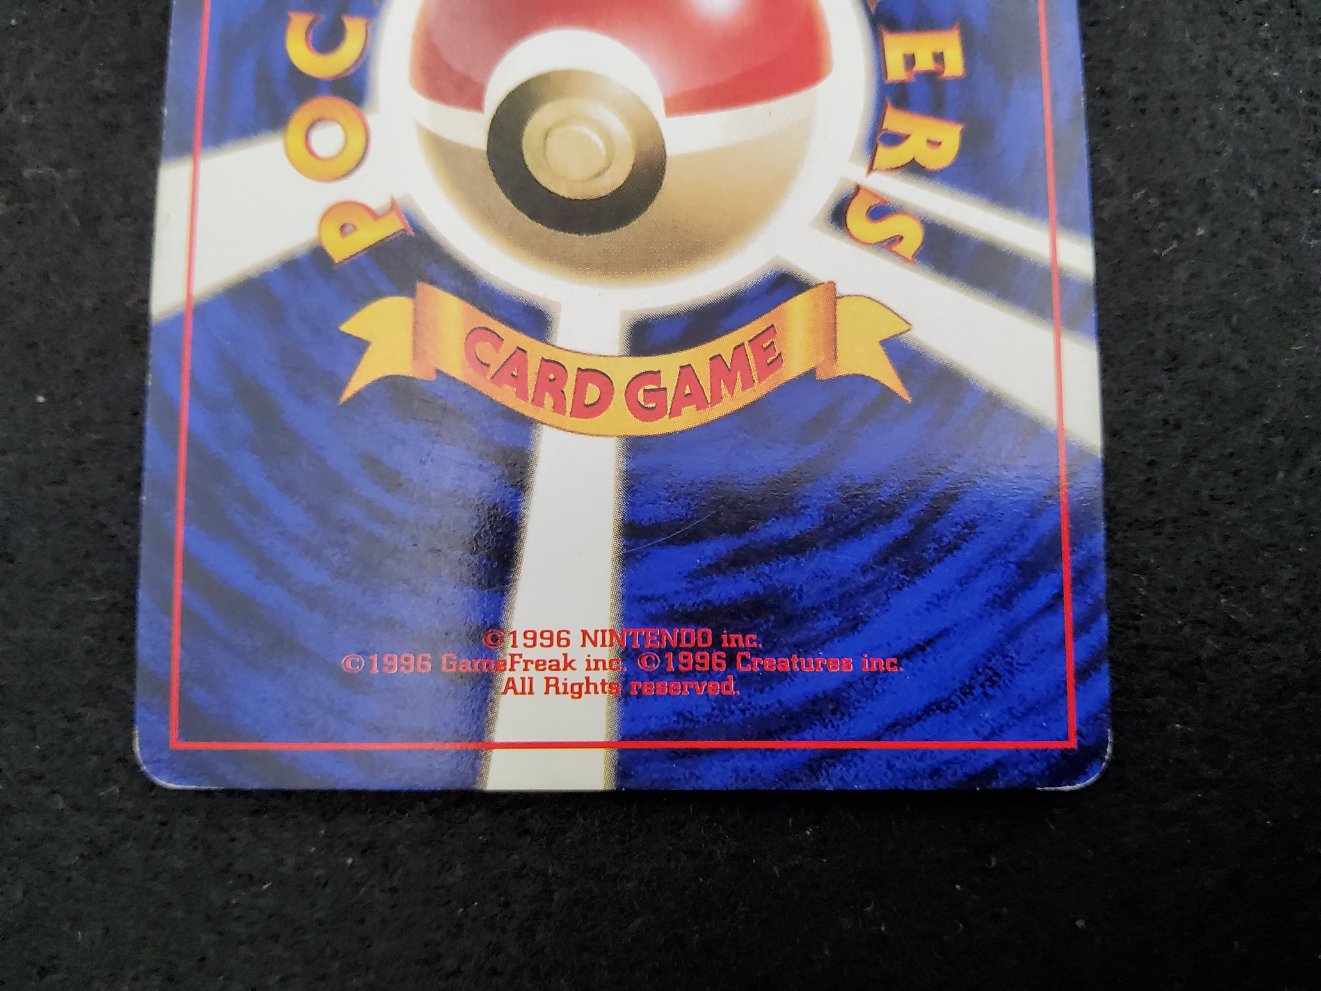 POC
ERS
CARD GAME
©1996 NINTENDO inc.
©1996 GameFreak inc. ©1996 Creatures inc.
All Rights reserved.